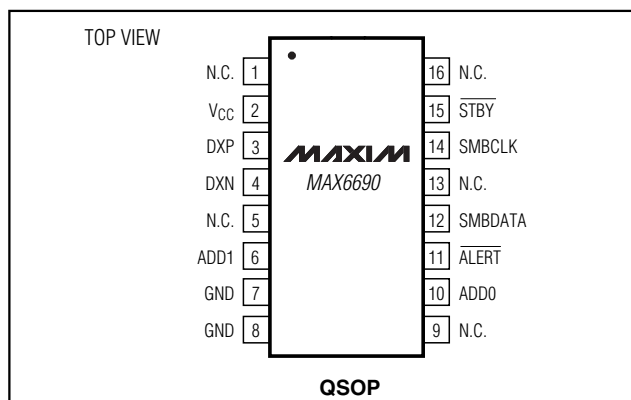 TOP VIEW
N.C. 1 16 N.C.
VCC 2 15 STBY
DXP 3 14 SMBCLK
MAXIM
DXN 4 MAX6690 13 N.C.
N.C. 5 12 SMBDATA
ADD1 6 11 ALERT
GND 7 10 ADD0
GND 8 9 N.C.
QSOP